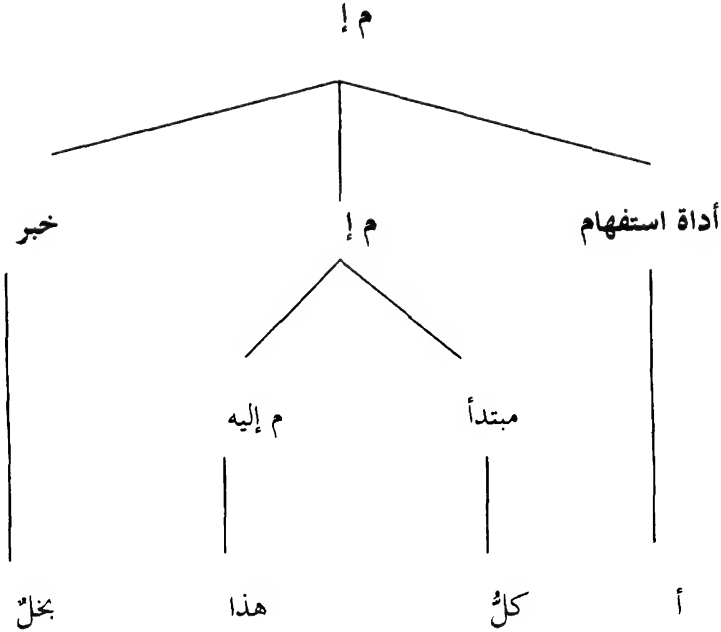 م إ
أداة استفهام م إ خبر
مبتدأ م إليه
أ كلُّ هذا بخلٌ